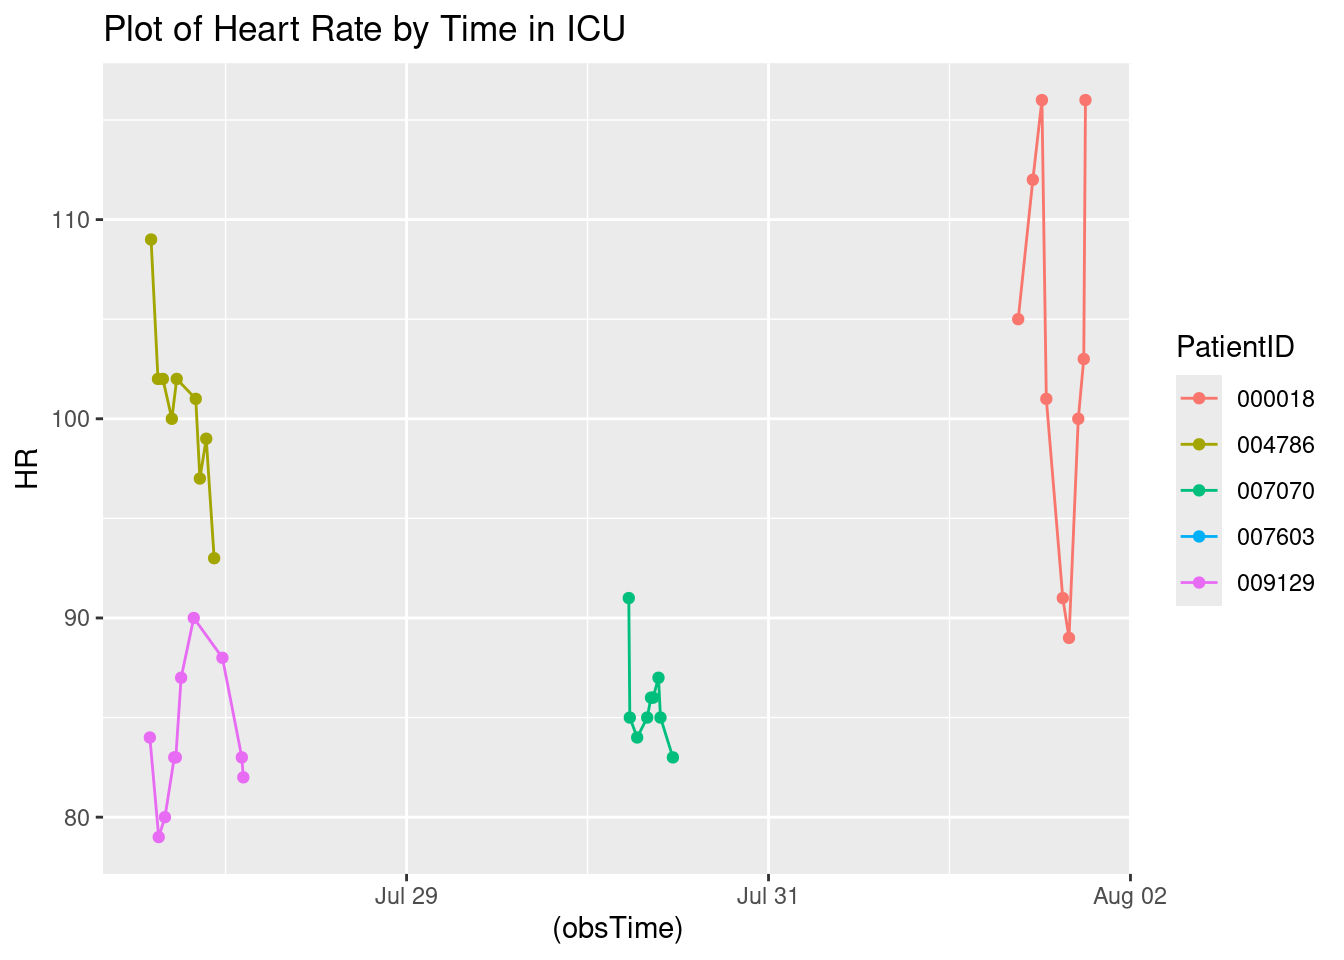 Plot of Heart Rate by Time in ICU
110
100
90
80
HR
Jul 29
Jul 31
Aug 02
(obsTime)
PatientID
000018
004786
007070
007603
009129